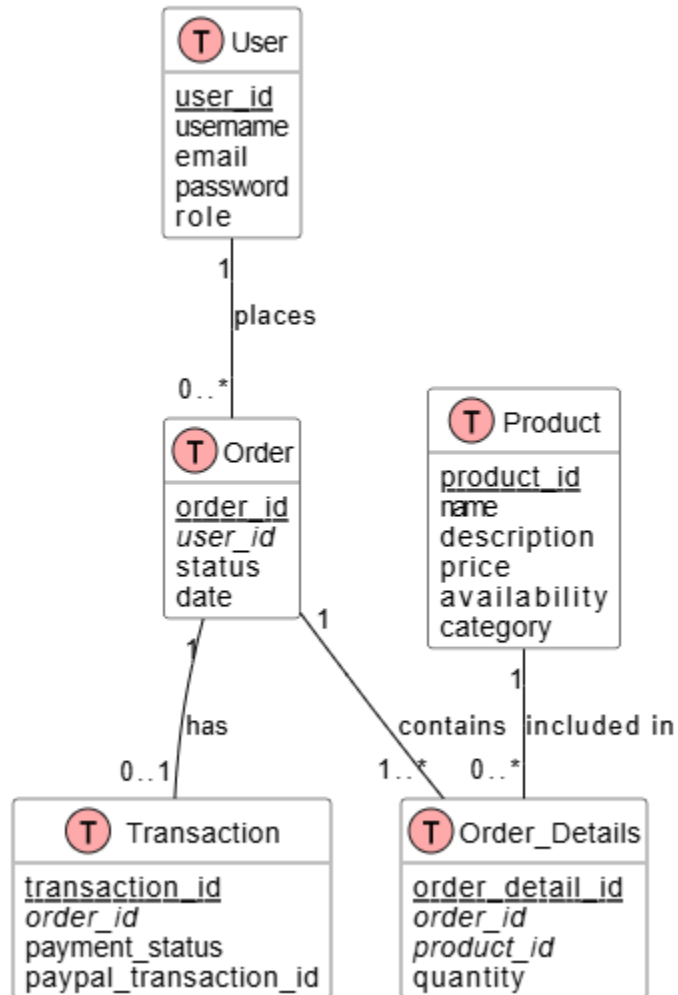 T User
user_id
username
email
password
role
1
places
0..*
T Order
order_id
user_id
status
date
T Product
product_id
name
description
price
availability
category
1
has
0..1
1
contains
1..*
1
included in
0..*
T Transaction
transaction_id
order_id
payment_status
paypal_transaction_id
T Order_Details
order_detail_id
order_id
product_id
quantity